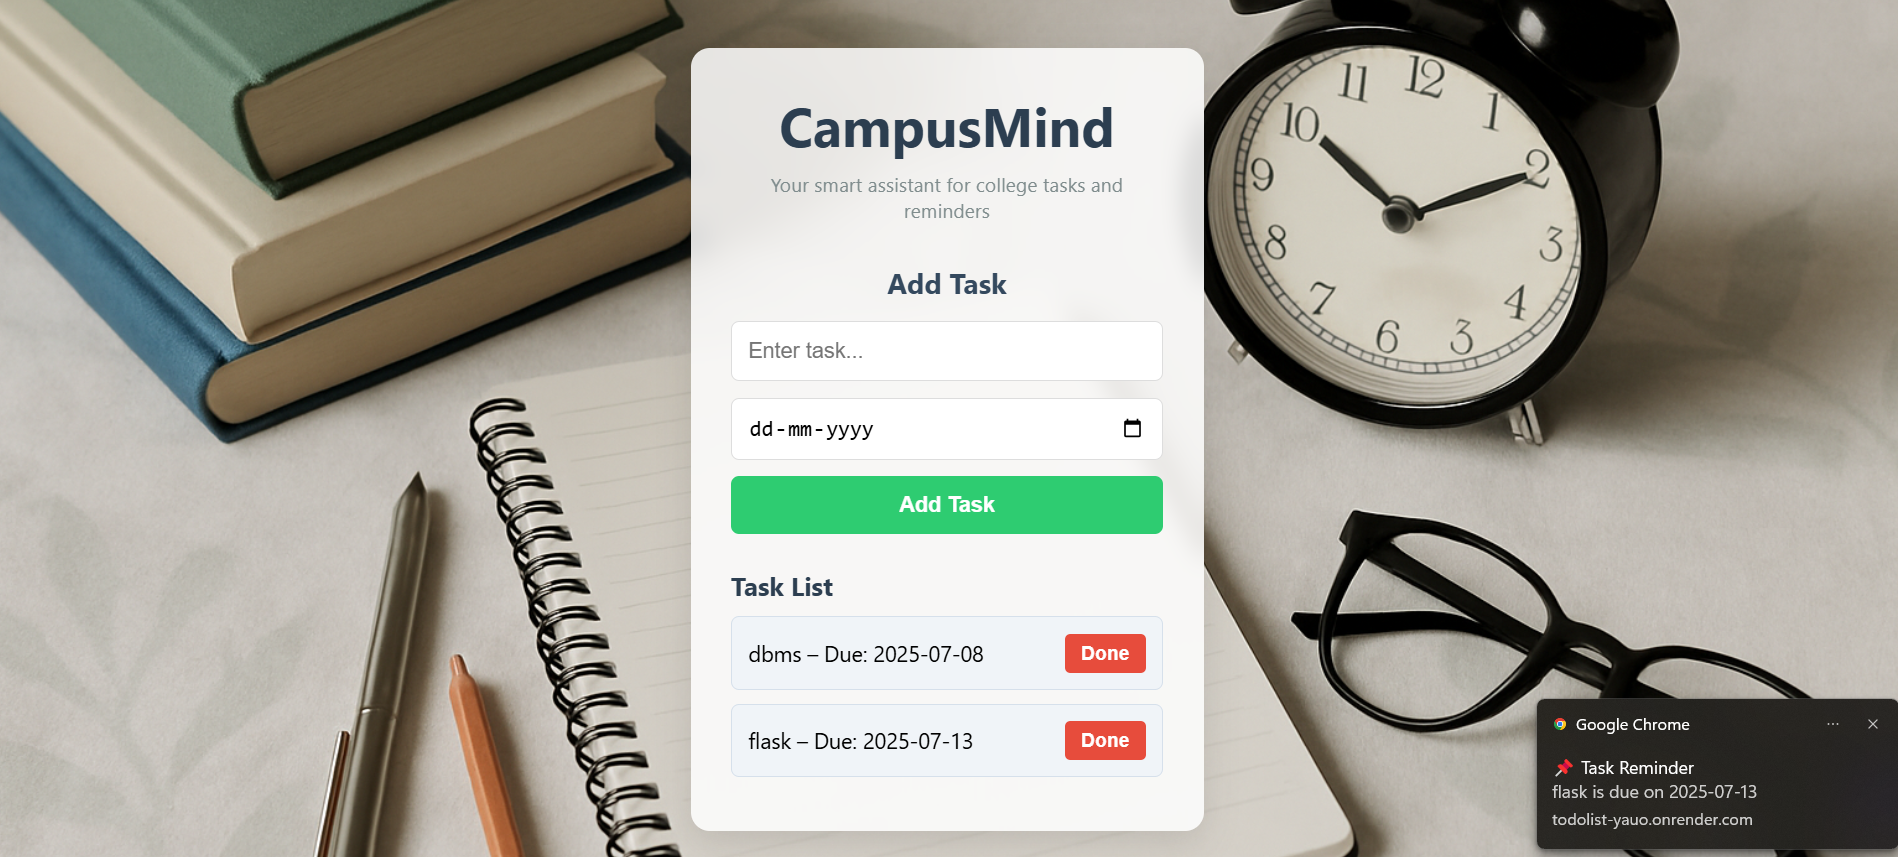 CampusMind
Your smart assistant for college tasks and
reminders
Add Task
Enter task...
dd-mm-yyyy
Add Task
Task List
dbms – Due: 2025-07-08
Done
flask – Due: 2025-07-13
Done
11 12 1
10 2
9 3
8 4
7 6 3
Google Chrome
📌 Task Reminder
flask is due on 2025-07-13
todolist-yauo.onrender.com